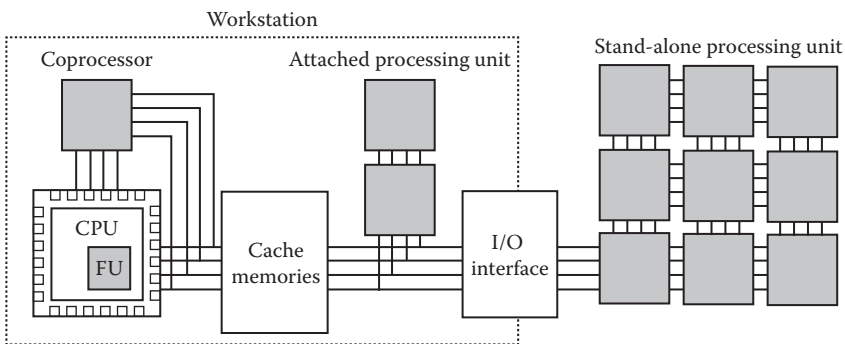 Workstation
Coprocessor
Attached processing unit
Stand-alone processing unit
CPU
FU
Cache
memories
I/O
interface